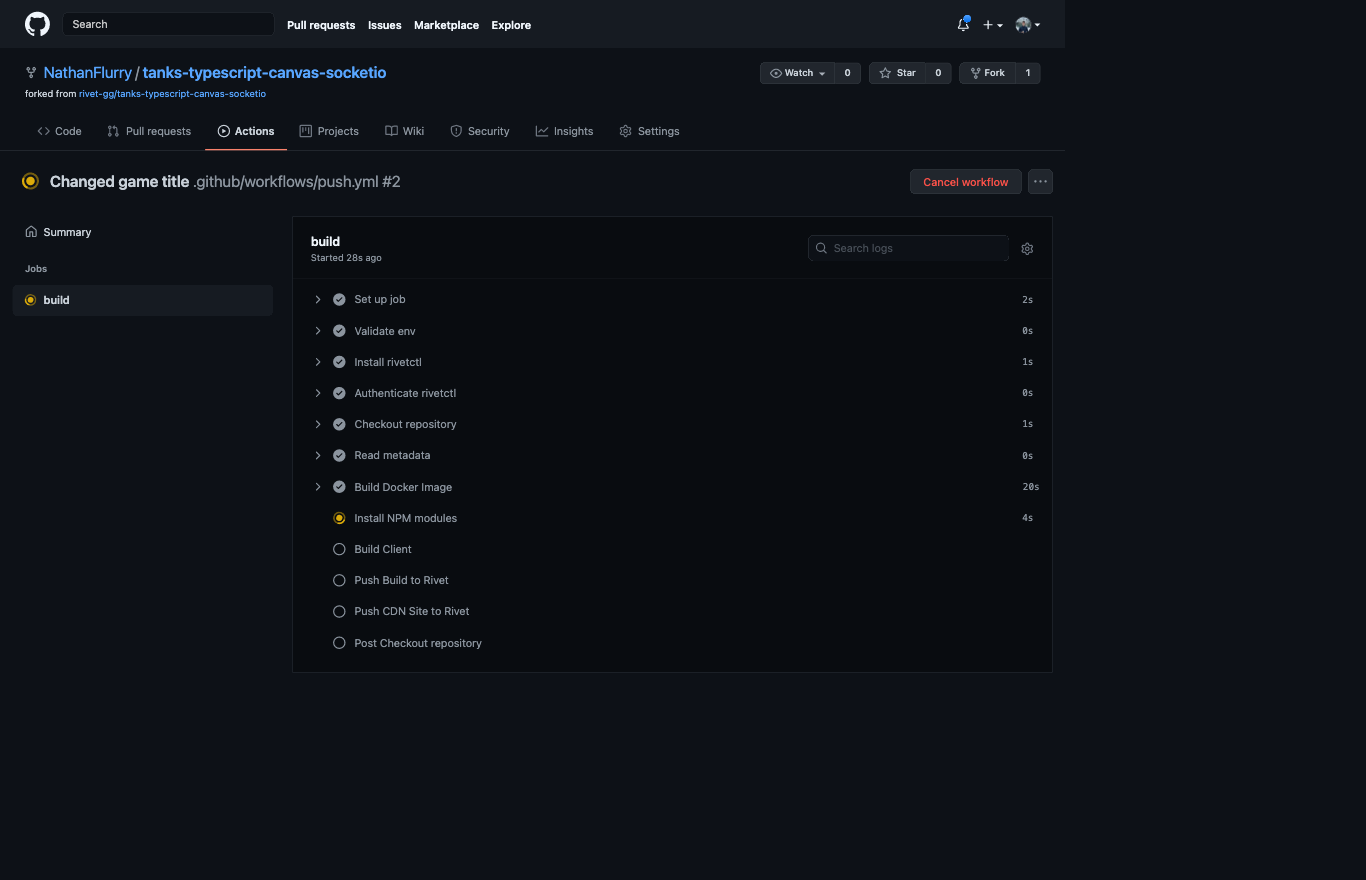 Search Pull requests Issues Marketplace Explore
NathanFlurry / tanks-typescript-canvas-socketio Watch 0 Star 0 Fork 1
forked from rivet-gg/tanks-typescript-canvas-socketio
Code Pull requests Actions Projects Wiki Security Insights Settings
Changed game title .github/workflows/push.yml #2 Cancel workflow
Summary
Jobs
build
build
Started 28s ago
Search logs
Set up job 2s
Validate env 0s
Install rivetctl 1s
Authenticate rivetctl 0s
Checkout repository 1s
Read metadata 0s
Build Docker Image 20s
Install NPM modules 4s
Build Client
Push Build to Rivet
Push CDN Site to Rivet
Post Checkout repository